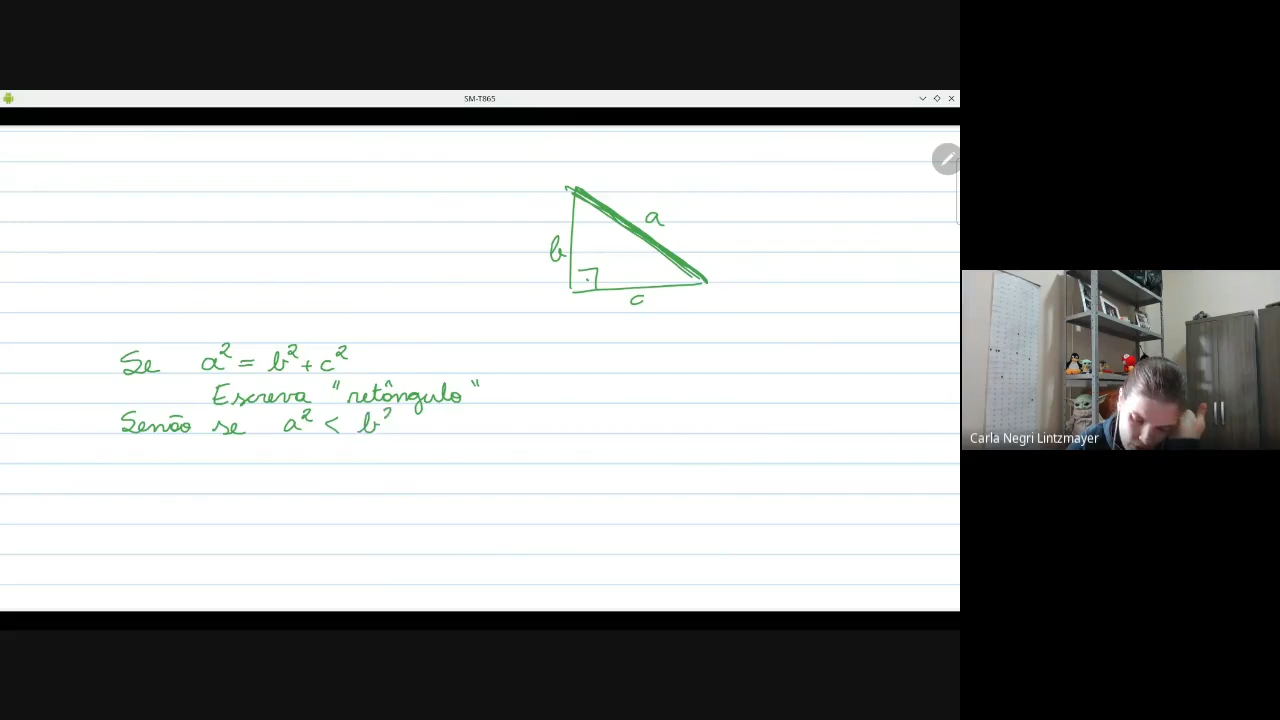 SM-T865
a
b
c
Se a² = b² + c²
Escreva "retângulo"
Senão se a² < b²
Carla Negri Lintzmayer